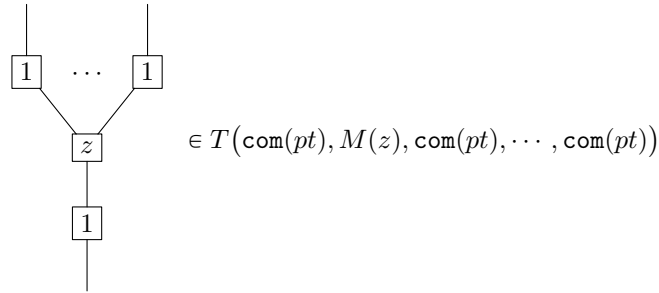 1 ⋯ 1
z ∈ T(com(pt), M(z), com(pt), ⋯ , com(pt))
1